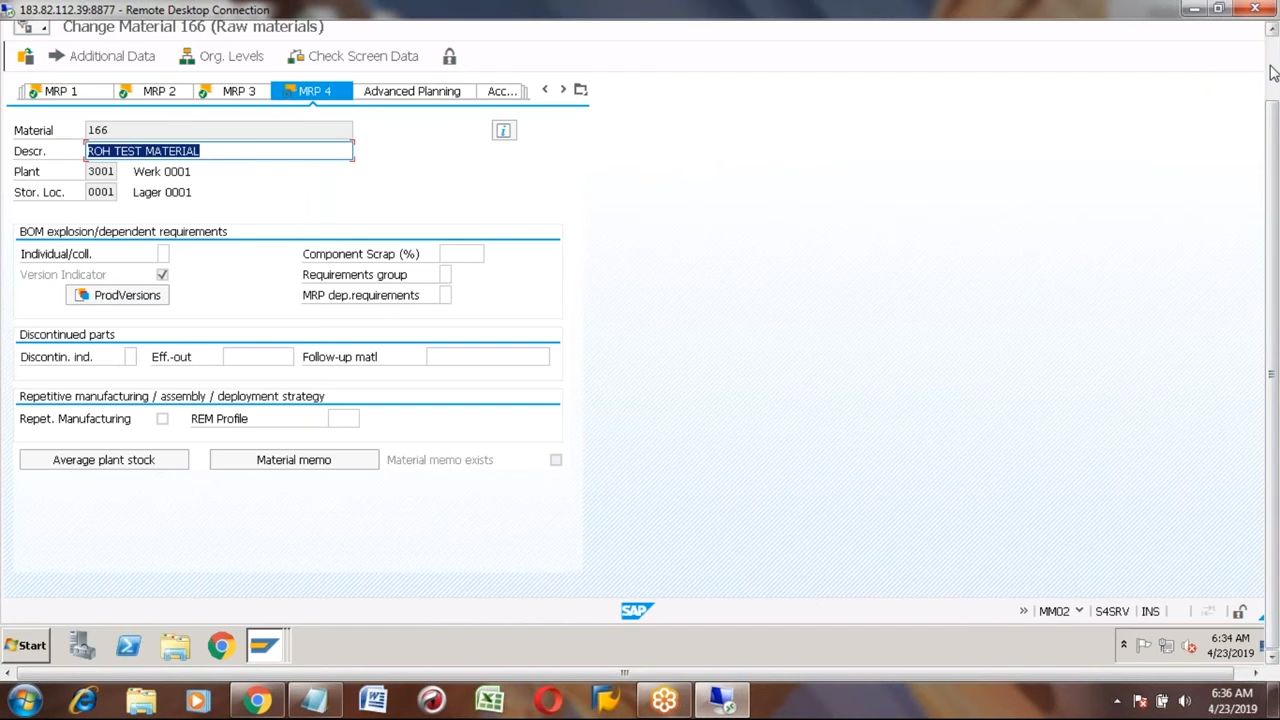 183.82.112.39:8877 - Remote Desktop Connection
Change Material 166 (Raw materials)
Additional Data Org. Levels Check Screen Data
MRP 1 MRP 2 MRP 3 MRP 4 Advanced Planning Acc...
Material 166
Descr. ROH TEST MATERIAL
Plant 3001 Werk 0001
Stor. Loc. 0001 Lager 0001
BOM explosion/dependent requirements
Individual/coll. Component Scrap (%)
Version Indicator Requirements group
ProdVersions MRP dep.requirements
Discontinued parts
Discontin. ind. Eff.-out Follow-up matl
Repetitive manufacturing / assembly / deployment strategy
Repet. Manufacturing REM Profile
Average plant stock Material memo Material memo exists
SAP MM02 S4SRV INS
Start 6:34 AM
4/23/2019
6:36 AM
4/23/2019